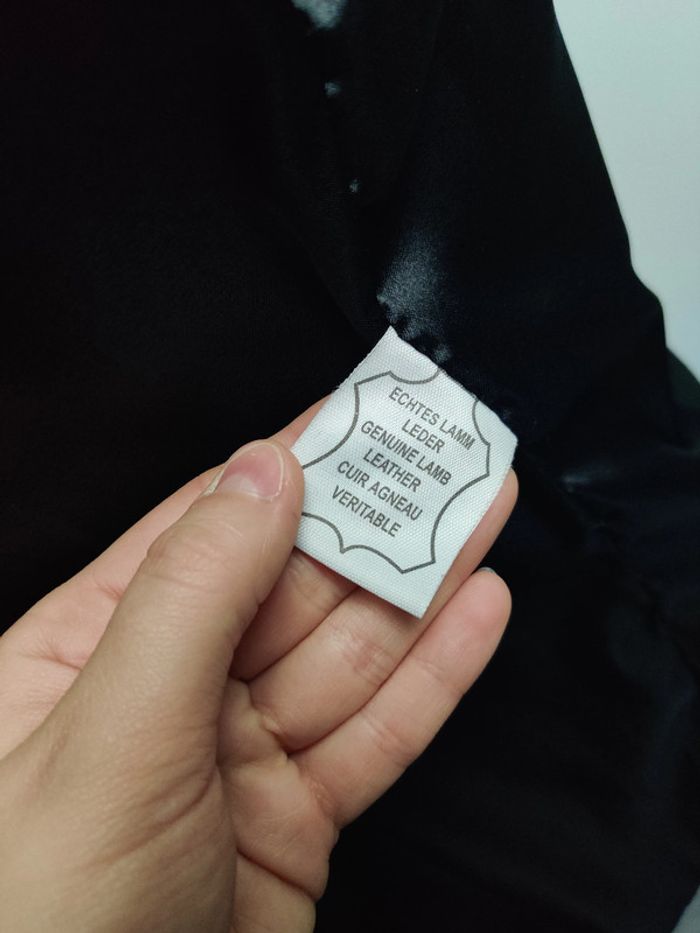 ECHTES LAMM
LEDER
GENUINE LAMB
LEATHER
CUIR AGNEAU
VERITABLE